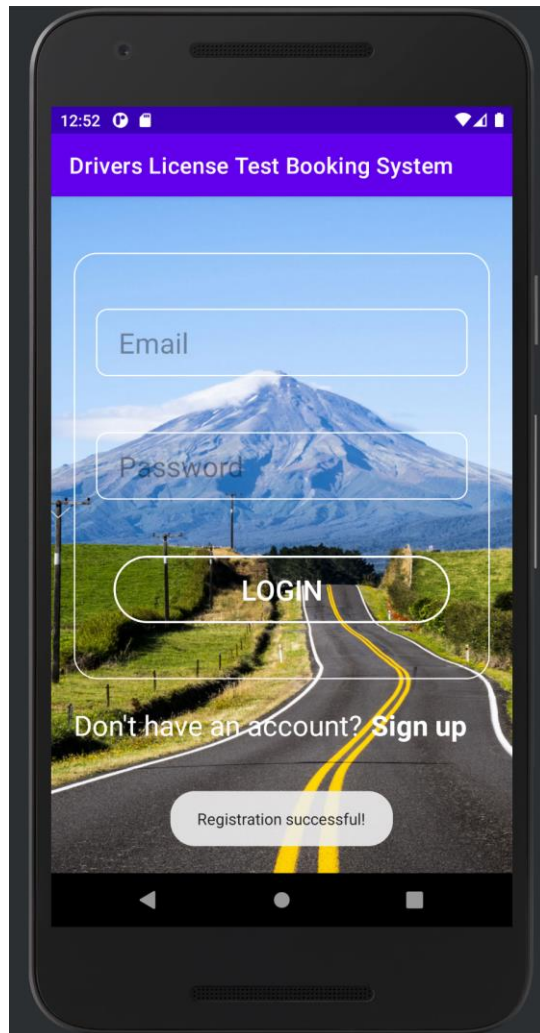 12:52
Drivers License Test Booking System
Email
Password
LOGIN
Don't have an account? Sign up
Registration successful!